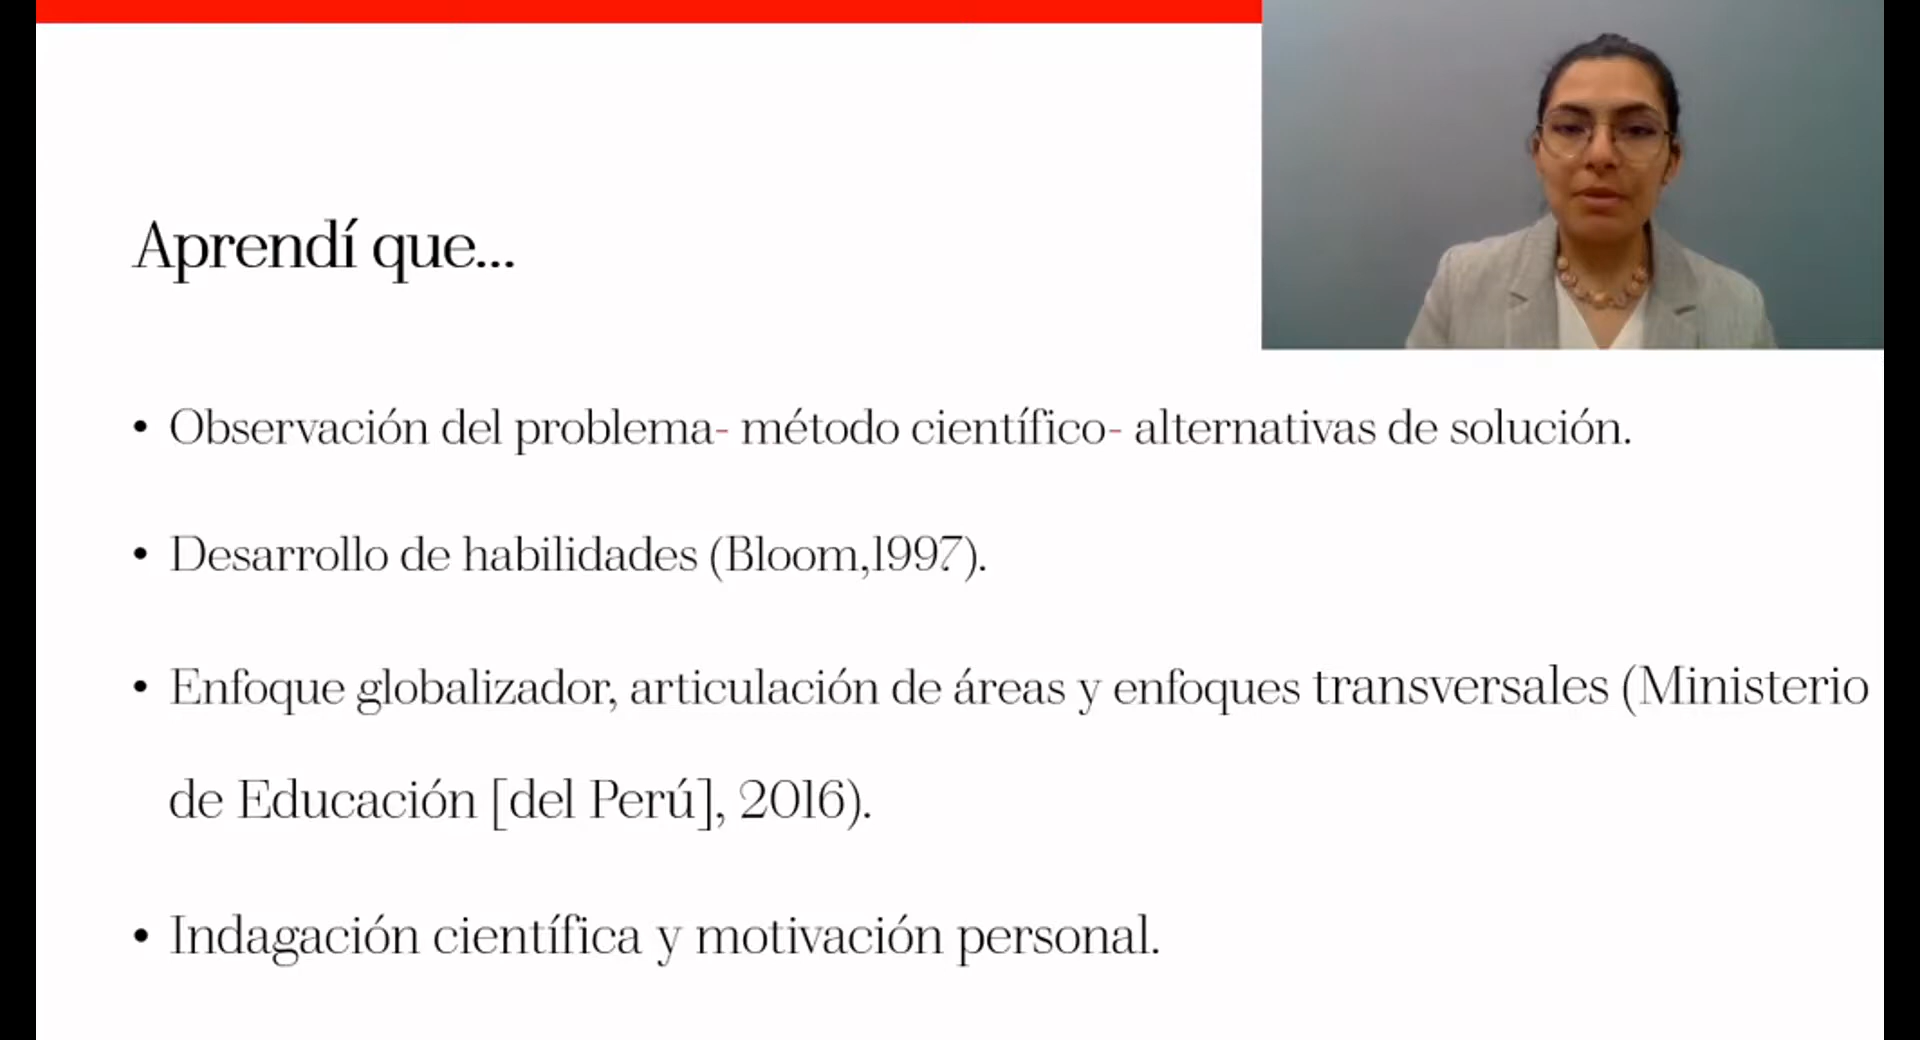 Aprendí que...
• Observación del problema- método científico- alternativas de solución.
• Desarrollo de habilidades (Bloom,1997).
• Enfoque globalizador, articulación de áreas y enfoques transversales (Ministerio
de Educación [del Perú], 2016).
• Indagación científica y motivación personal.